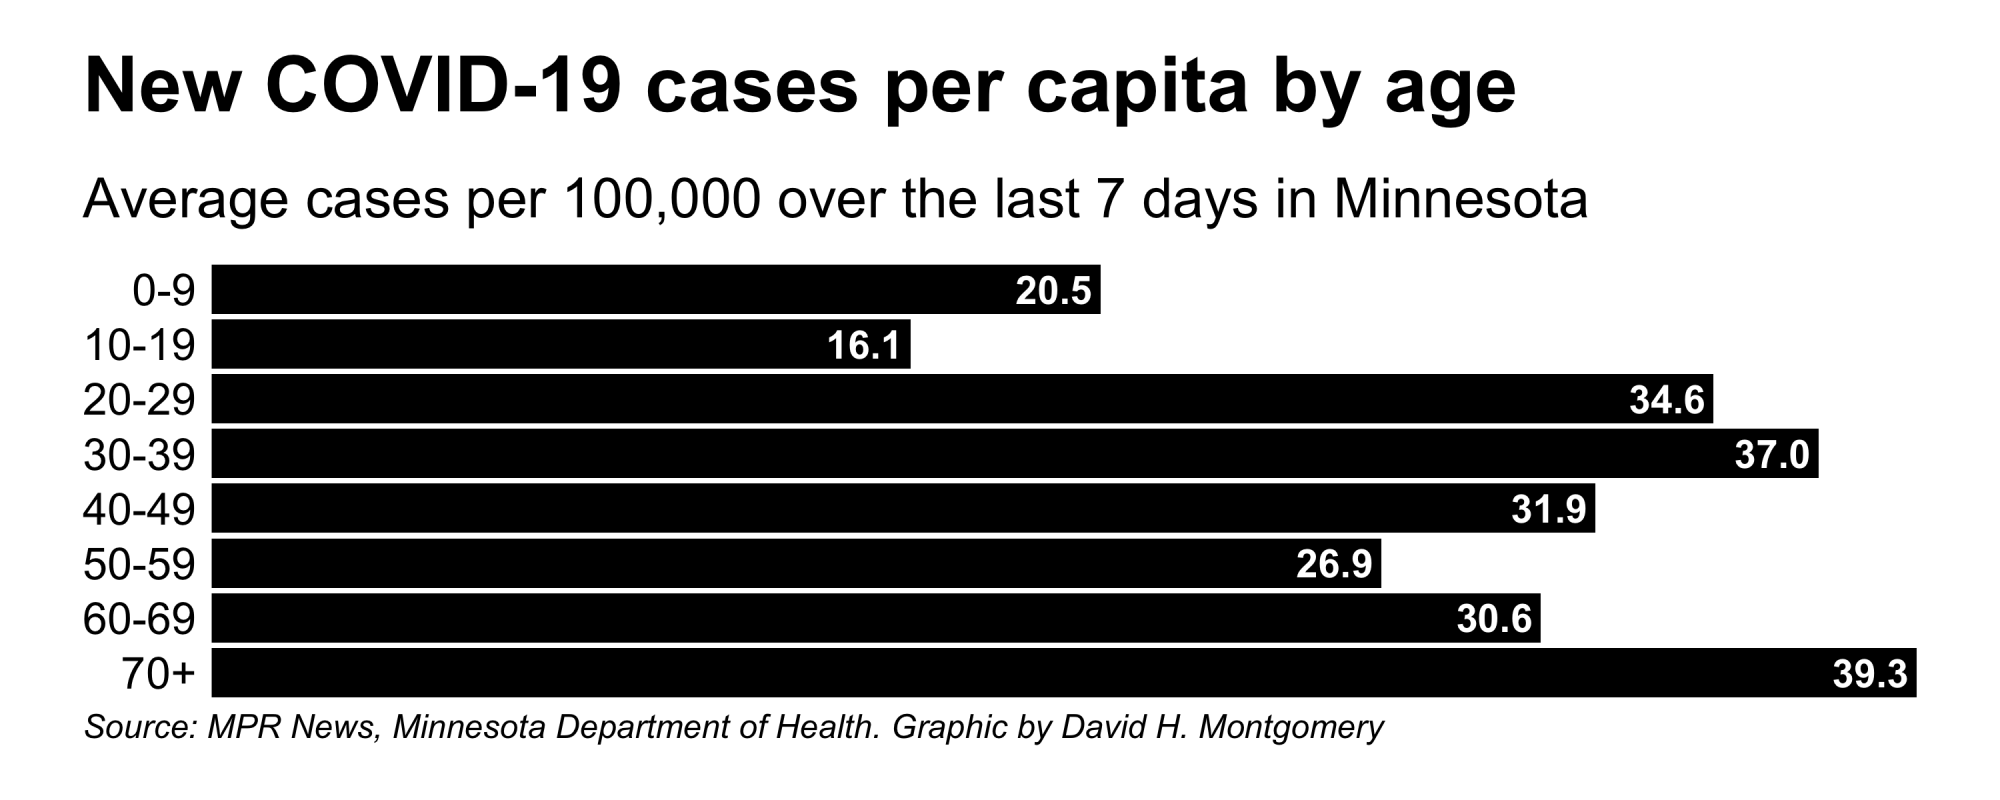 New COVID-19 cases per capita by age
Average cases per 100,000 over the last 7 days in Minnesota
0-9 20.5
10-19 16.1
20-29 34.6
30-39 37.0
40-49 31.9
50-59 26.9
60-69 30.6
70+ 39.3
Source: MPR News, Minnesota Department of Health. Graphic by David H. Montgomery